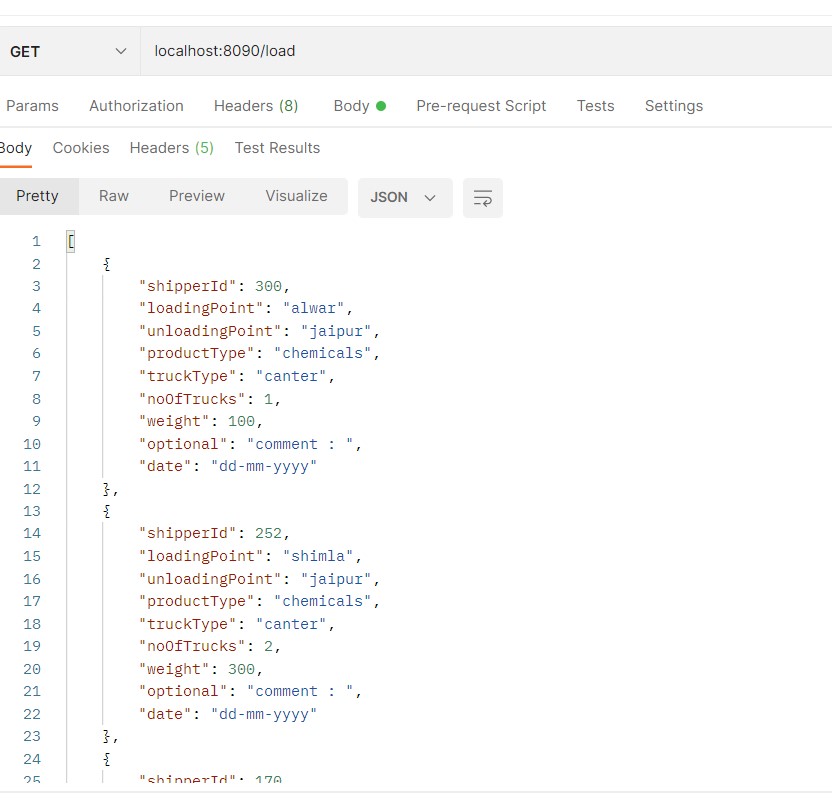 GET localhost:8090/load
Params Authorization Headers (8) Body Pre-request Script Tests Settings
Body Cookies Headers (5) Test Results
Pretty Raw Preview Visualize JSON
1 [
2 {
3 "shipperId": 300,
4 "loadingPoint": "alwar",
5 "unloadingPoint": "jaipur",
6 "productType": "chemicals",
7 "truckType": "canter",
8 "noOfTrucks": 1,
9 "weight": 100,
10 "optional": "comment : ",
11 "date": "dd-mm-yyyy"
12 },
13 {
14 "shipperId": 252,
15 "loadingPoint": "shimla",
16 "unloadingPoint": "jaipur",
17 "productType": "chemicals",
18 "truckType": "canter",
19 "noOfTrucks": 2,
20 "weight": 300,
21 "optional": "comment : ",
22 "date": "dd-mm-yyyy"
23 },
24 {
25 "shipperId": 170